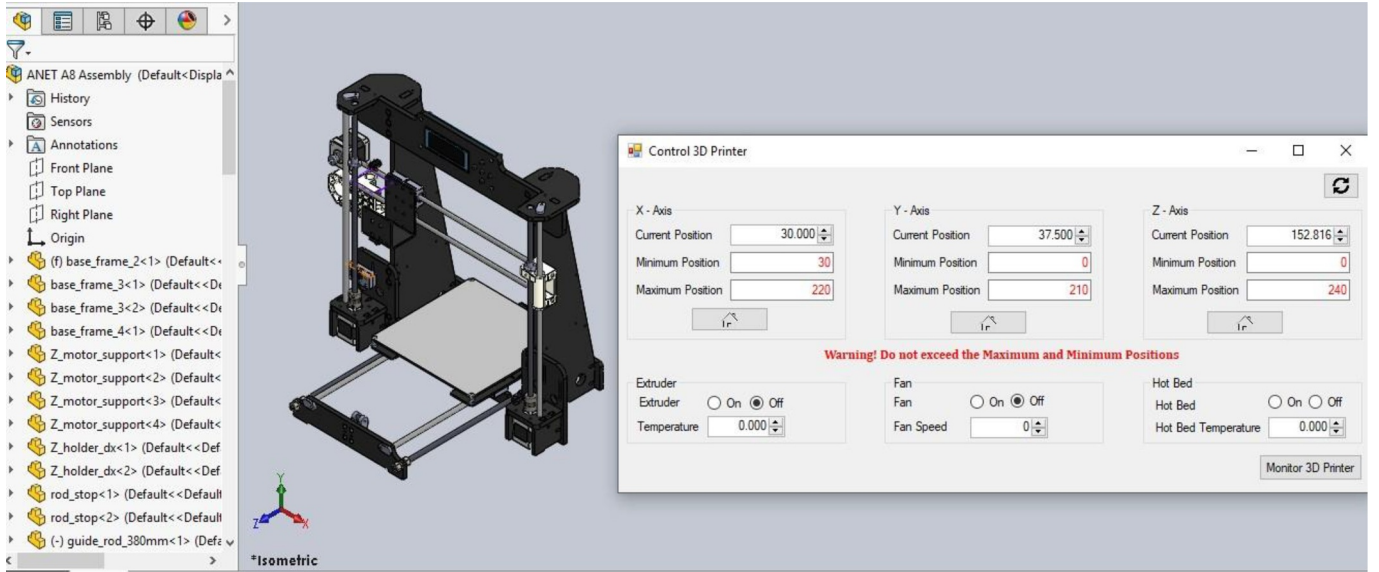 ANET A8 Assembly (Default<Displa
History
Sensors
Annotations
Front Plane
Top Plane
Right Plane
Origin
(f) base_frame_2<1> (Default<
base_frame_3<1> (Default<<De
base_frame_3<2> (Default<<De
base_frame_4<1> (Default<<De
Z_motor_support<1> (Default<
Z_motor_support<2> (Default<
Z_motor_support<3> (Default<
Z_motor_support<4> (Default<
Z_holder_dx<1> (Default<<Def
Z_holder_dx<2> (Default<<Def
rod_stop<1> (Default<<Default
rod_stop<2> (Default<<Default
(-) guide_rod_380mm<1> (Defa
Y
Z
X
*Isometric
Control 3D Printer
X - Axis
Current Position 30.000
Minimum Position 30
Maximum Position 220
Y - Axis
Current Position 37.500
Minimum Position 0
Maximum Position 210
Z - Axis
Current Position 152.816
Minimum Position 0
Maximum Position 240
Warning! Do not exceed the Maximum and Minimum Positions
Extruder
Extruder On Off
Temperature 0.000
Fan
Fan On Off
Fan Speed 0
Hot Bed
Hot Bed On Off
Hot Bed Temperature 0.000
Monitor 3D Printer